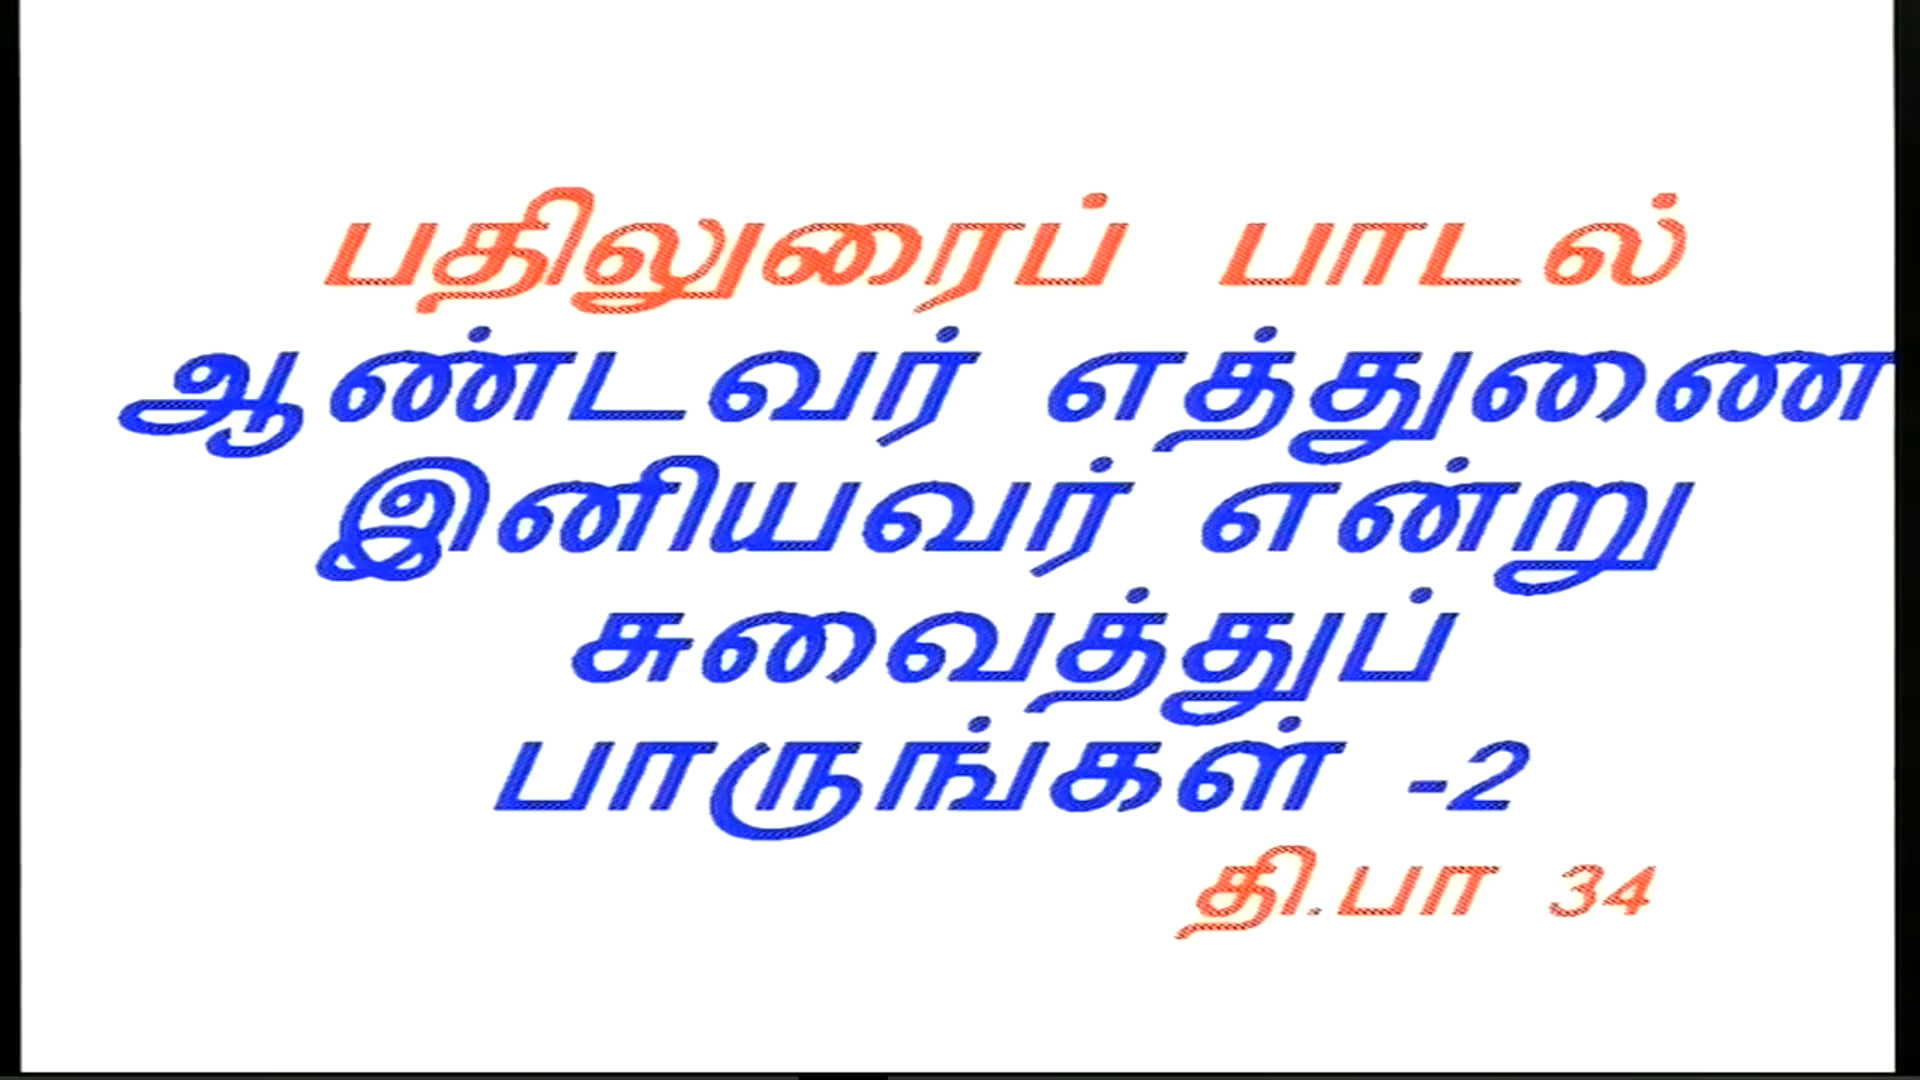 பதிலுரைப் பாடல்
ஆண்டவர் எத்துணை
இனியவர் என்று
சுவைத்துப்
பாருங்கள் -2
தி.பா 34